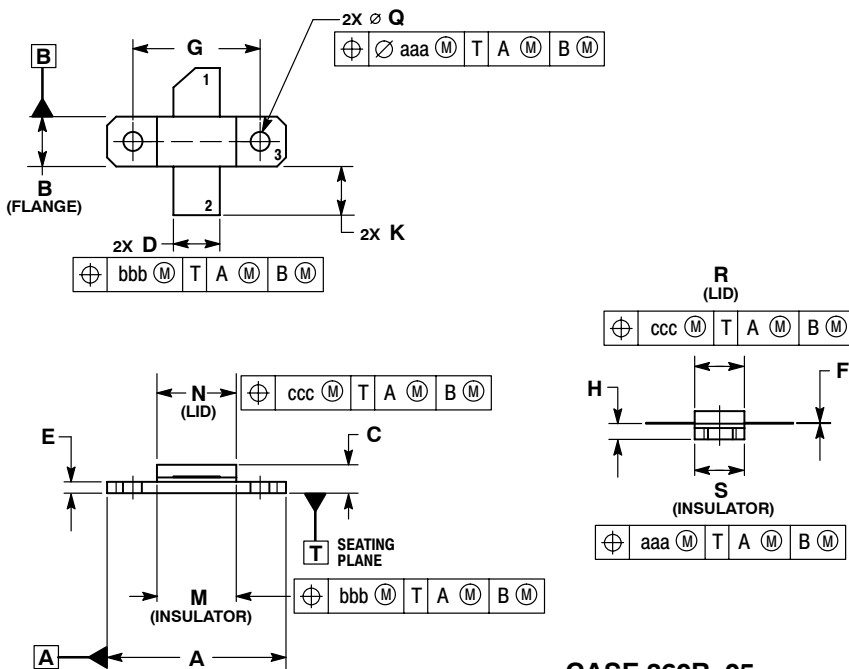 2X ⌀ Q
⌖ ⌀ aaa Ⓜ T A Ⓜ B Ⓜ
G
B
1
3
B
(FLANGE)
2
2X K
2X D
⌖ bbb Ⓜ T A Ⓜ B Ⓜ
R
(LID)
⌖ ccc Ⓜ T A Ⓜ B Ⓜ
N
(LID)
⌖ ccc Ⓜ T A Ⓜ B Ⓜ
H
F
E
C
S
(INSULATOR)
⌖ aaa Ⓜ T A Ⓜ B Ⓜ
T SEATING
PLANE
M
(INSULATOR)
⌖ bbb Ⓜ T A Ⓜ B Ⓜ
A
A